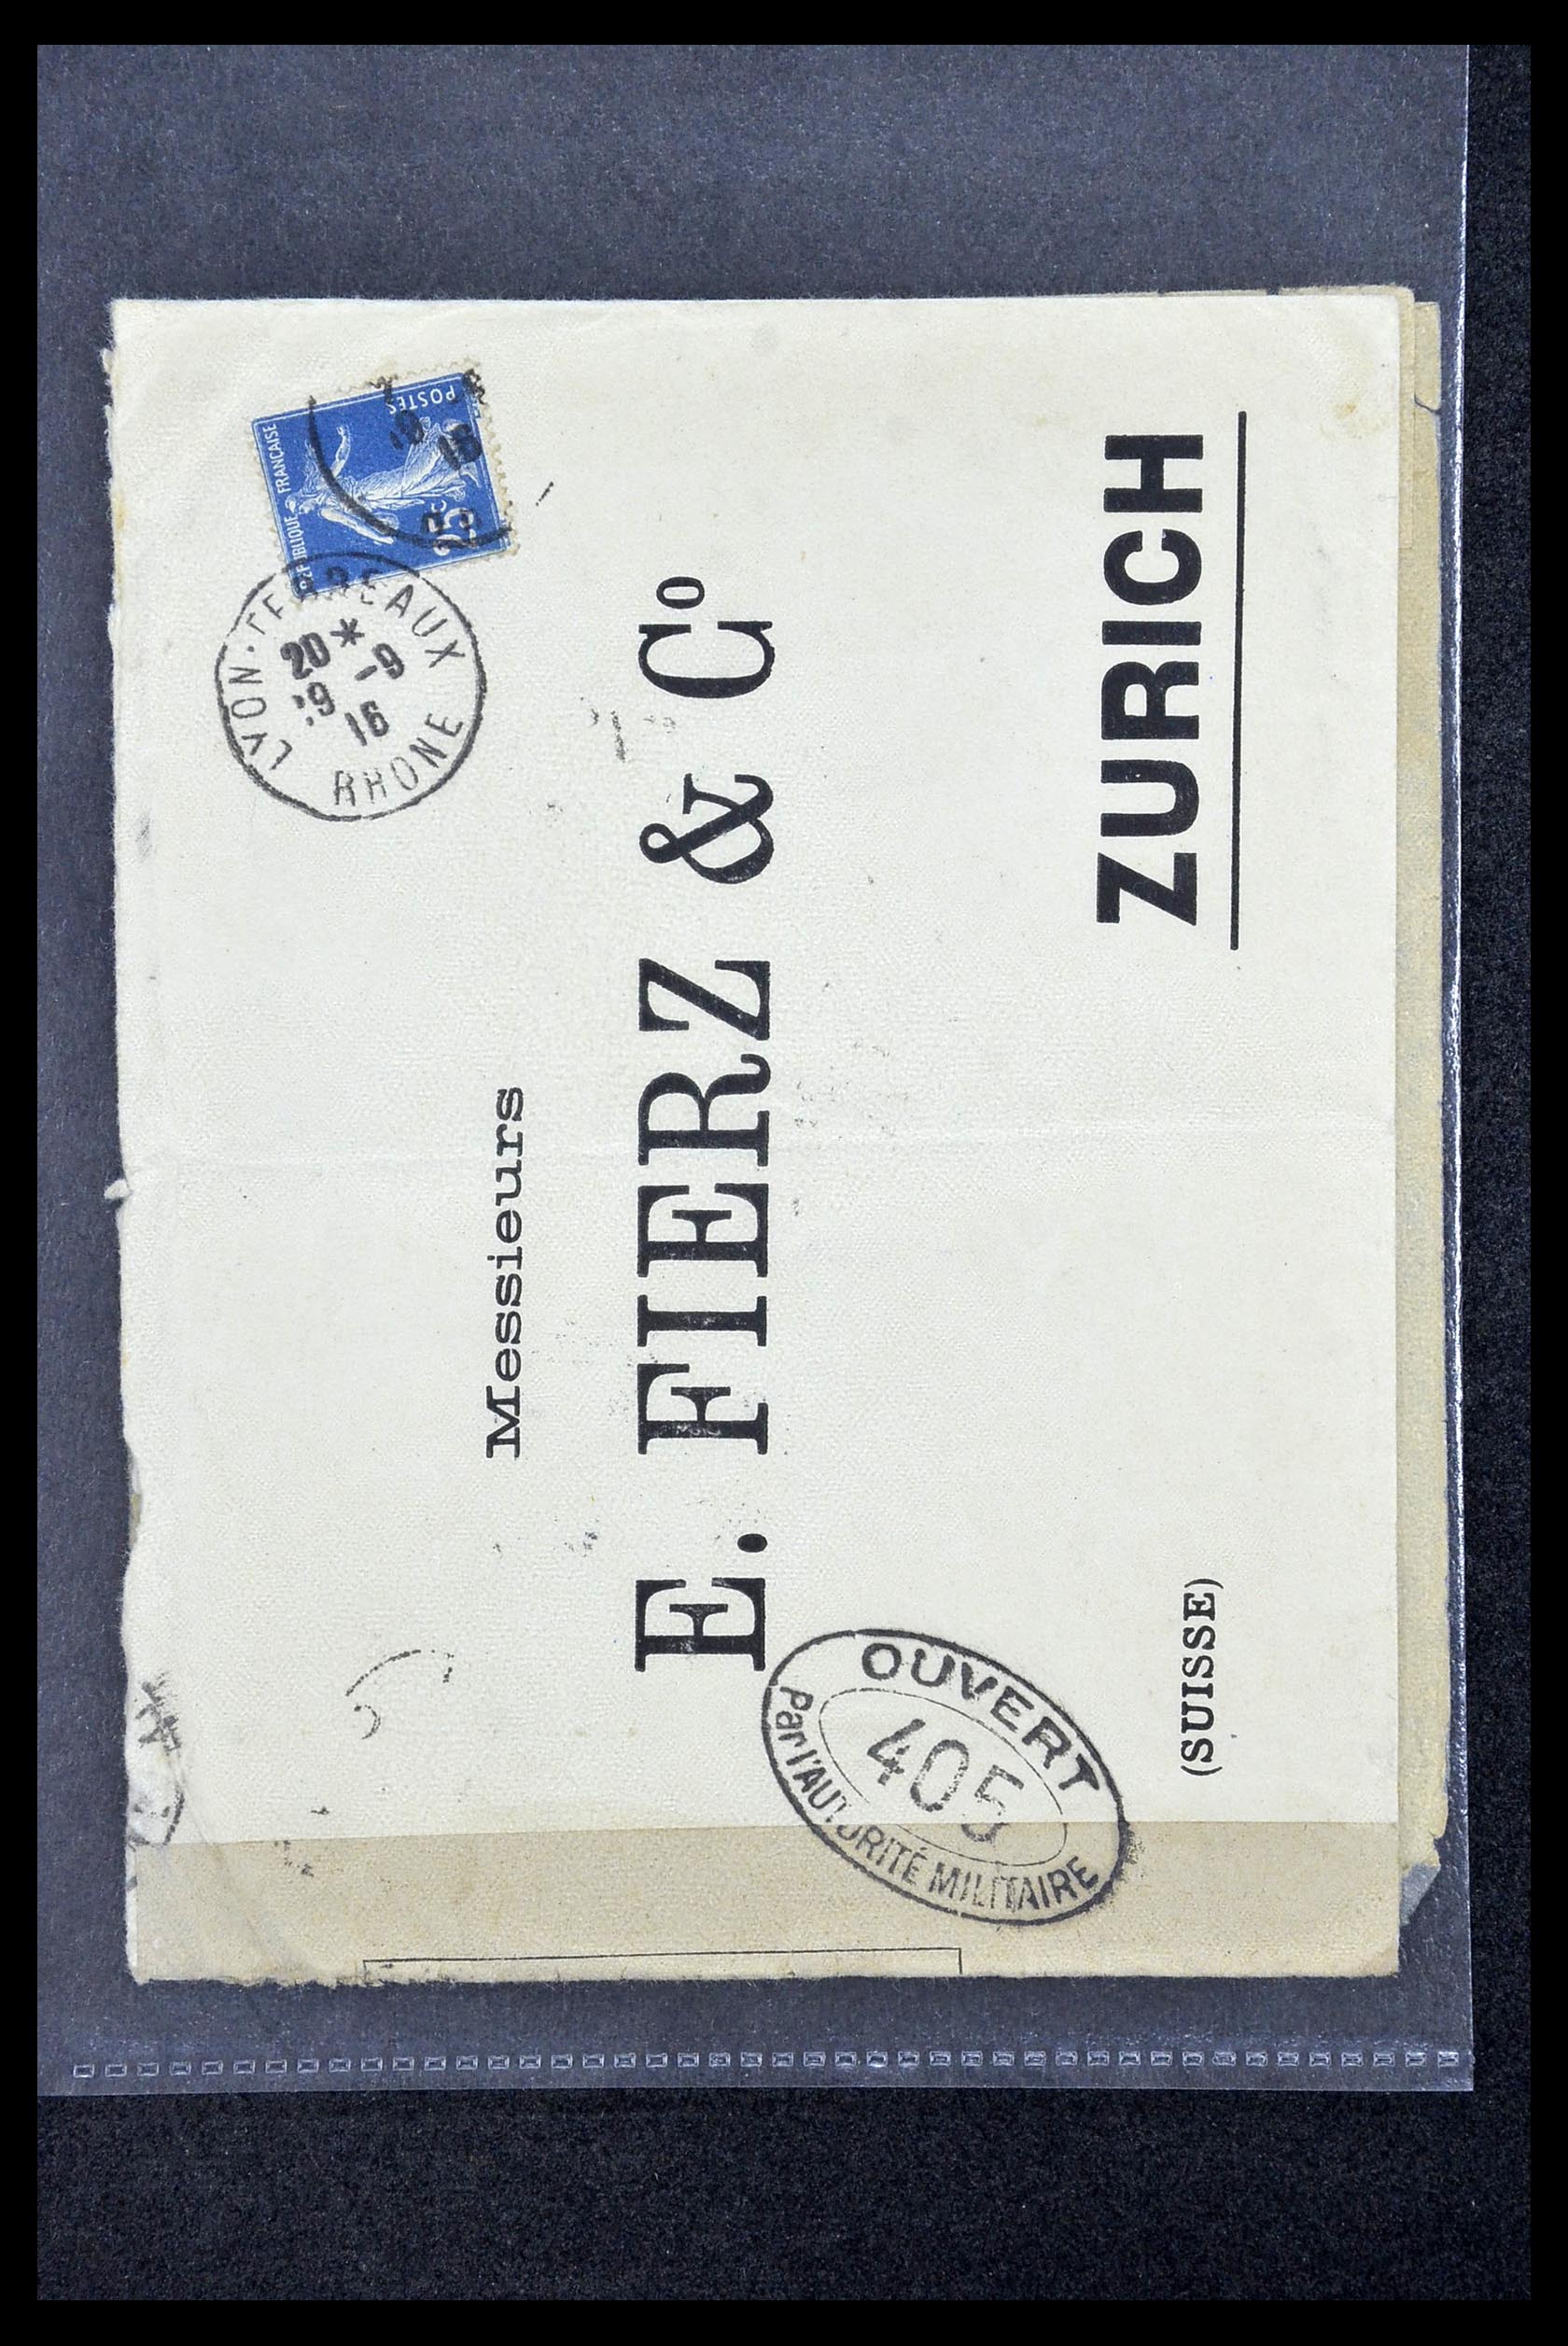 RÉPUBLIQUE FRANÇAISE
POSTES
25c
LYON-TERREAUX
20 * -9
16
RHONE
Messieurs
E. FIERZ & Cº
ZURICH
(SUISSE)
OUVERT
405
Par l'AUTORITÉ MILITAIRE